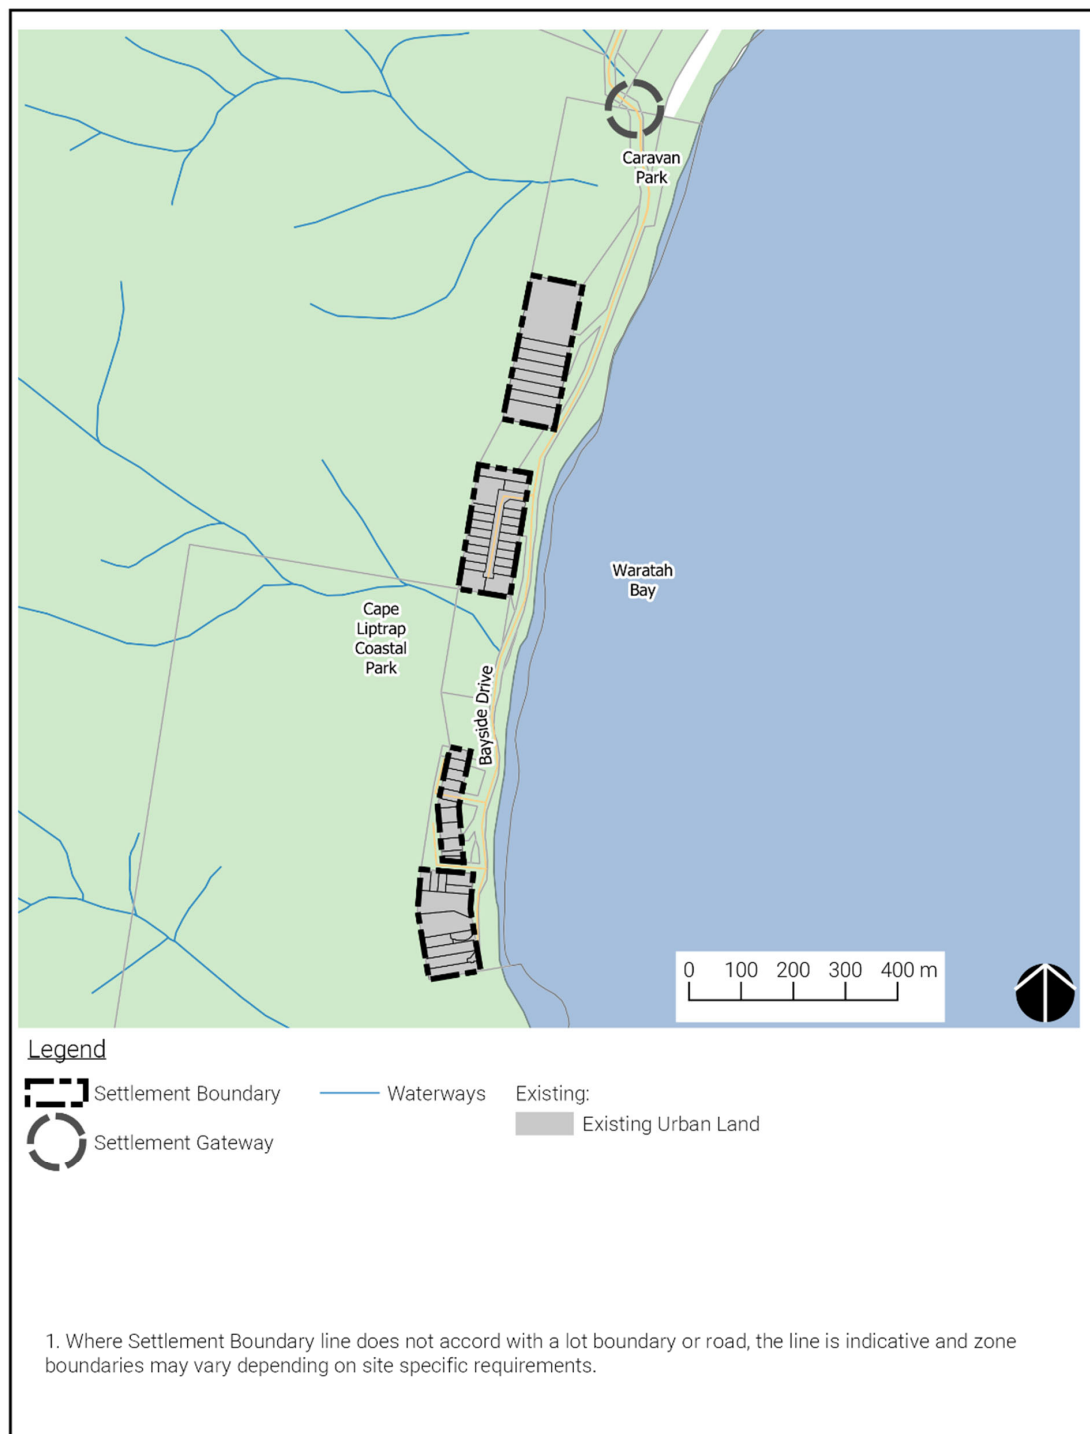 Caravan
Park
Waratah
Bay
Cape
Liptrap
Coastal
Park
Bayside Drive
0 100 200 300 400 m
Legend
Settlement Boundary
Waterways
Existing:
Existing Urban Land
Settlement Gateway
1. Where Settlement Boundary line does not accord with a lot boundary or road, the line is indicative and zone
boundaries may vary depending on site specific requirements.